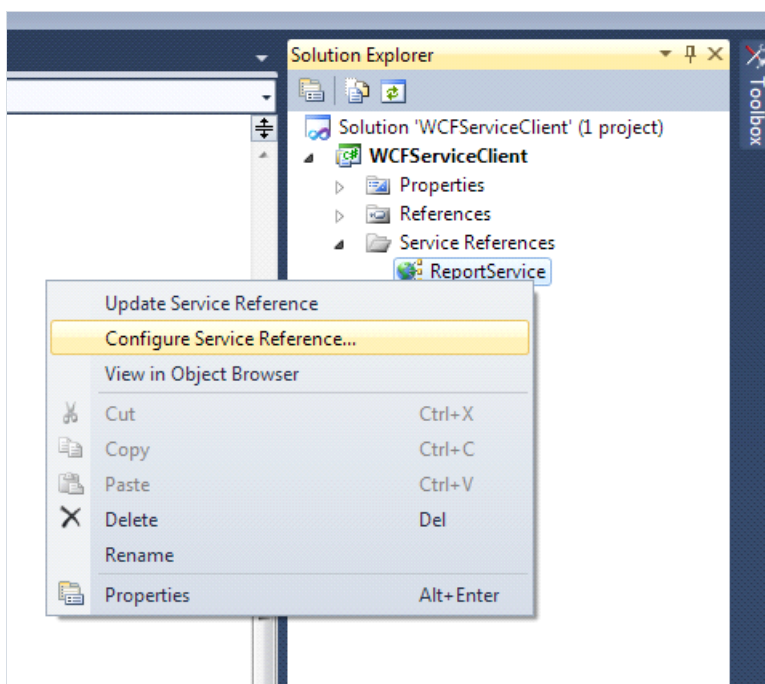 Solution Explorer
Toolbox
Solution 'WCFServiceClient' (1 project)
C#
WCFServiceClient
Properties
References
Service References
ReportService
Update Service Reference
Configure Service Reference...
View in Object Browser
Cut Ctrl+X
Copy Ctrl+C
Paste Ctrl+V
Delete Del
Rename
Properties Alt+Enter